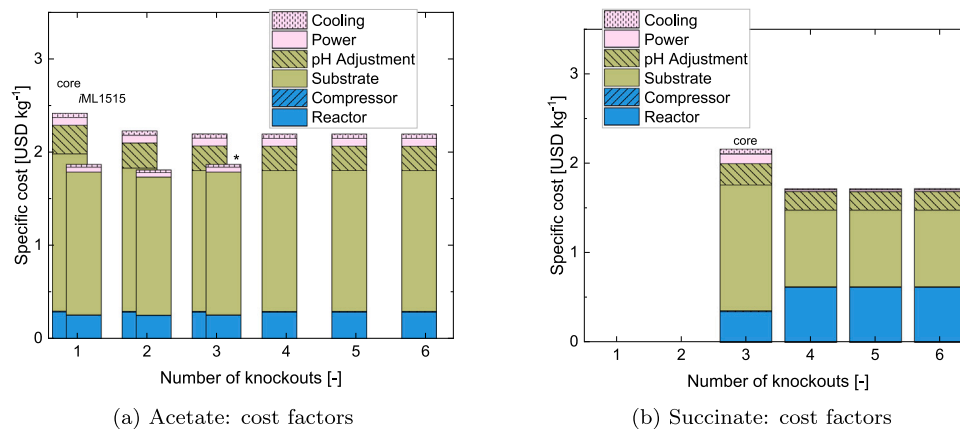 Cooling
Power
pH Adjustment
Substrate
Compressor
Reactor
3
2
1
0
Specific cost [USD kg⁻¹]
core
iML1515
*
1 2 3 4 5 6
Number of knockouts [-]
(a) Acetate: cost factors
Cooling
Power
pH Adjustment
Substrate
Compressor
Reactor
3
2
1
0
Specific cost [USD kg⁻¹]
core
1 2 3 4 5 6
Number of knockouts [-]
(b) Succinate: cost factors